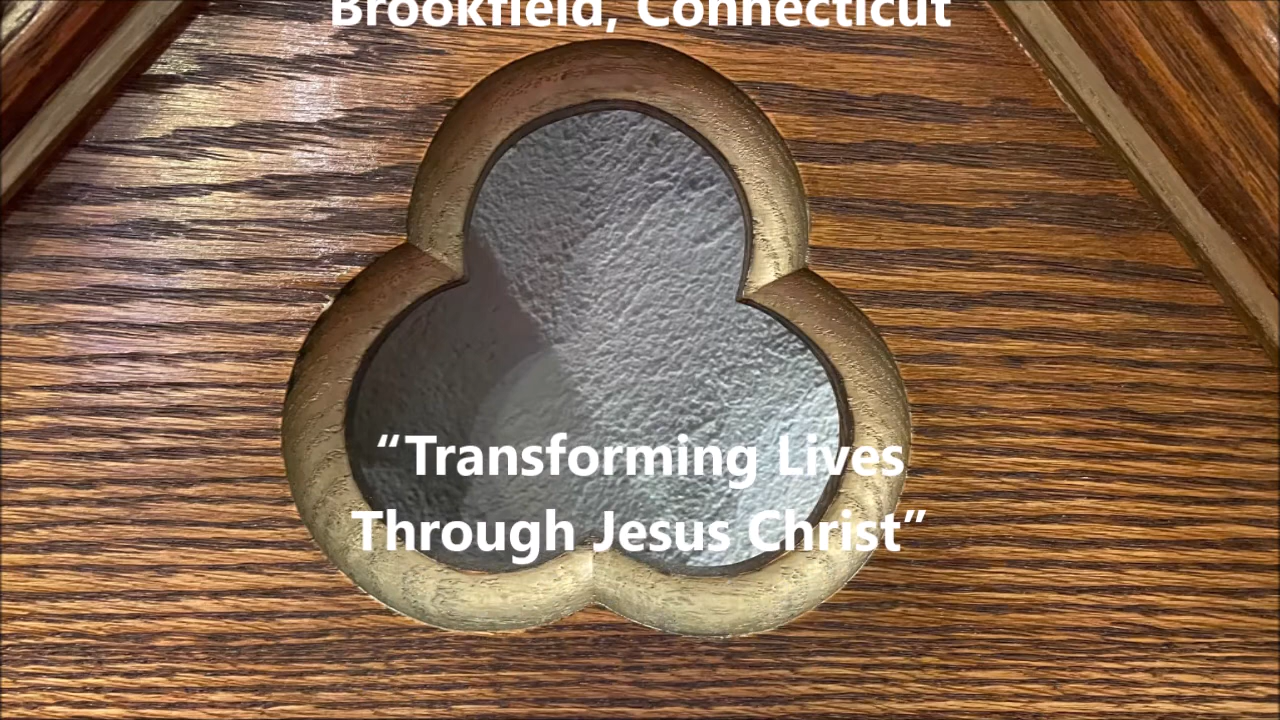 Brookfield, Connecticut
“Transforming Lives
Through Jesus Christ”